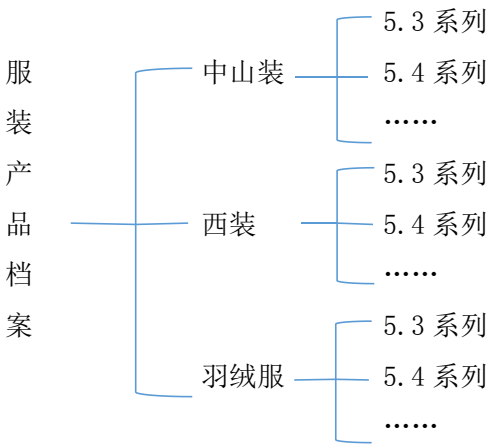 服装产品档案
中山装
5.3 系列
5.4 系列
……
西装
5.3 系列
5.4 系列
……
羽绒服
5.3 系列
5.4 系列
……